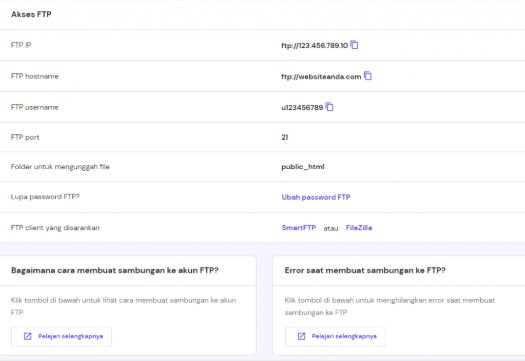 Akses FTP
FTP IP ftp://123.456.789.10
FTP hostname ftp://websiteanda.com
FTP username u123456789
FTP port 21
Folder untuk mengunggah file public_html
Lupa password FTP? Ubah password FTP
FTP client yang disarankan SmartFTP atau FileZilla
Bagaimana cara membuat sambungan ke akun FTP?
Klik tombol di bawah untuk lihat cara membuat sambungan ke akun
FTP.
Pelajari selengkapnya
Error saat membuat sambungan ke FTP?
Klik tombol di bawah untuk menghilangkan error saat membuat
sambungan ke FTP
Pelajari selengkapnya